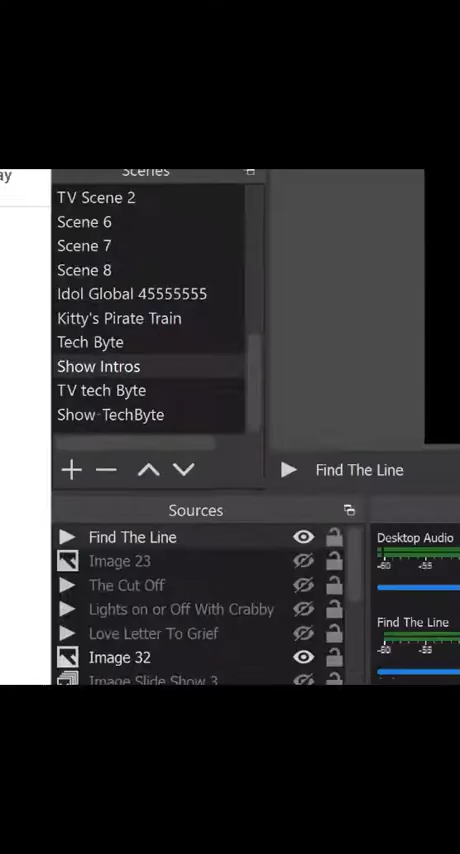 ay
Scenes
TV Scene 2
Scene 6
Scene 7
Scene 8
Idol Global 45555555
Kitty's Pirate Train
Tech Byte
Show Intros
TV tech Byte
Show-TechByte
Find The Line
Sources
Find The Line
Image 23
The Cut Off
Lights on or Off With Crabby
Love Letter To Grief
Image 32
Image Slide Show 3
Desktop Audio
-60 -55
Find The Line
-60 -55